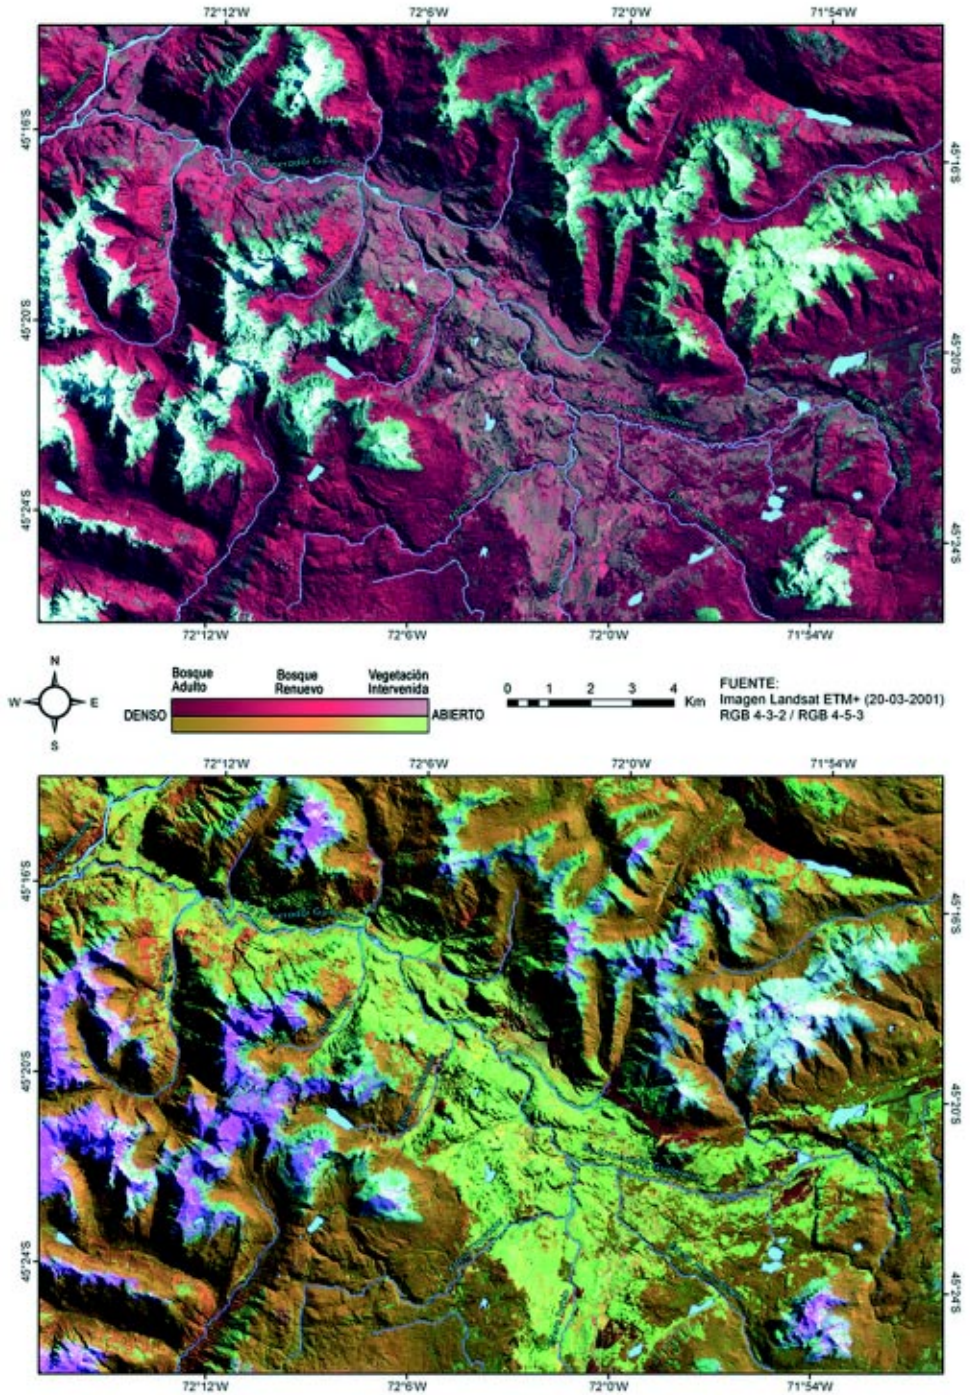 72°12'W 72°6'W 72°0'W 71°54'W
45°16'S
45°16'S
45°20'S
45°20'S
45°24'S
45°24'S
72°12'W 72°6'W 72°0'W 71°54'W
N
W E
S
Bosque Adulto
Bosque Renuevo
Vegetación Intervenida
DENSO ABIERTO
0 1 2 3 4 Km
FUENTE:
Imagen Landsat ETM+ (20-03-2001)
RGB 4-3-2 / RGB 4-5-3
72°12'W 72°6'W 72°0'W 71°54'W
45°16'S
45°16'S
45°20'S
45°20'S
45°24'S
45°24'S
72°12'W 72°6'W 72°0'W 71°54'W